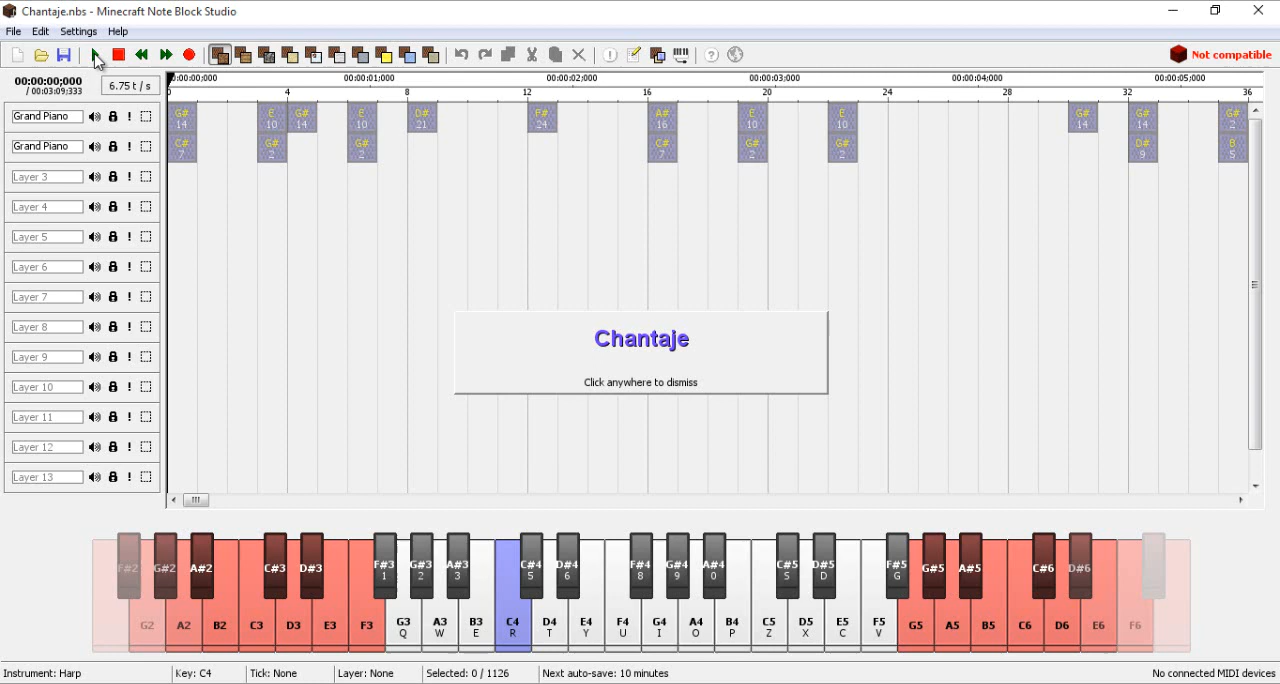 Chantaje.nbs - Minecraft Note Block Studio
File Edit Settings Help
Not compatible
00:00:00;000
/ 00:03:09;333
6.75 t / s
0:00:00;000 00:00:01;000 00:00:02;000 00:00:03;000 00:00:04;000 00:00:05;000
0 4 8 12 16 20 24 28 32 36
Grand Piano
G# 14 E 10 G# 14 E 10 D# 21 F# 24 A# 16 E 10 E 10 G# 14 G# 14 G# 2
Grand Piano
C# 7 G# 2 G# 2 C# 7 G# 2 G# 2 D# 9 B 5
Layer 3
Layer 4
Layer 5
Layer 6
Layer 7
Layer 8
Layer 9
Layer 10
Layer 11
Layer 12
Layer 13
Chantaje
Click anywhere to dismiss
F#2 G#2 A#2 C#3 D#3 F#3 G#3 A#3 C#4 D#4 F#4 G#4 A#4 C#5 D#5 F#5 G#5 A#5 C#6 D#6
1 2 3 5 6 8 9 0 S D G
G2 A2 B2 C3 D3 E3 F3 G3 A3 B3 C4 D4 E4 F4 G4 A4 B4 C5 D5 E5 F5 G5 A5 B5 C6 D6 E6 F6
Q W E R T Y U I O P Z X C V
Instrument: Harp Key: C4 Tick: None Layer: None Selected: 0 / 1126 Next auto-save: 10 minutes No connected MIDI devices